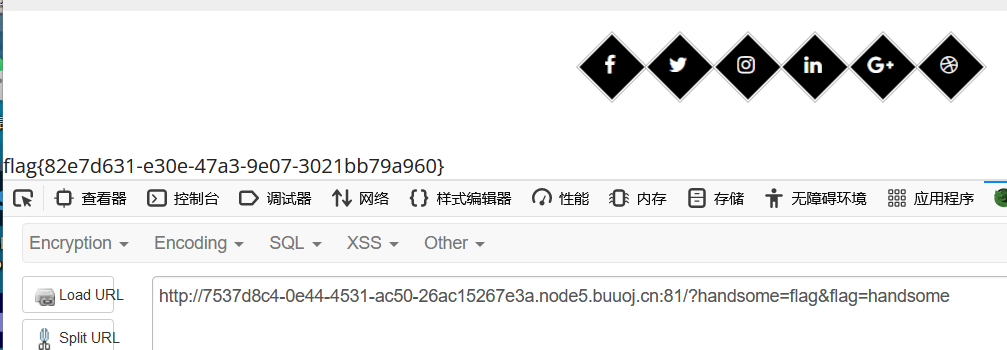 flag{82e7d631-e30e-47a3-9e07-3021bb79a960}
查看器 控制台 调试器 网络 {} 样式编辑器 性能 内存 存储 无障碍环境 应用程序
Encryption Encoding SQL XSS Other
Load URL http://7537d8c4-0e44-4531-ac50-26ac15267e3a.node5.buuoj.cn:81/?handsome=flag&flag=handsome
Split URL